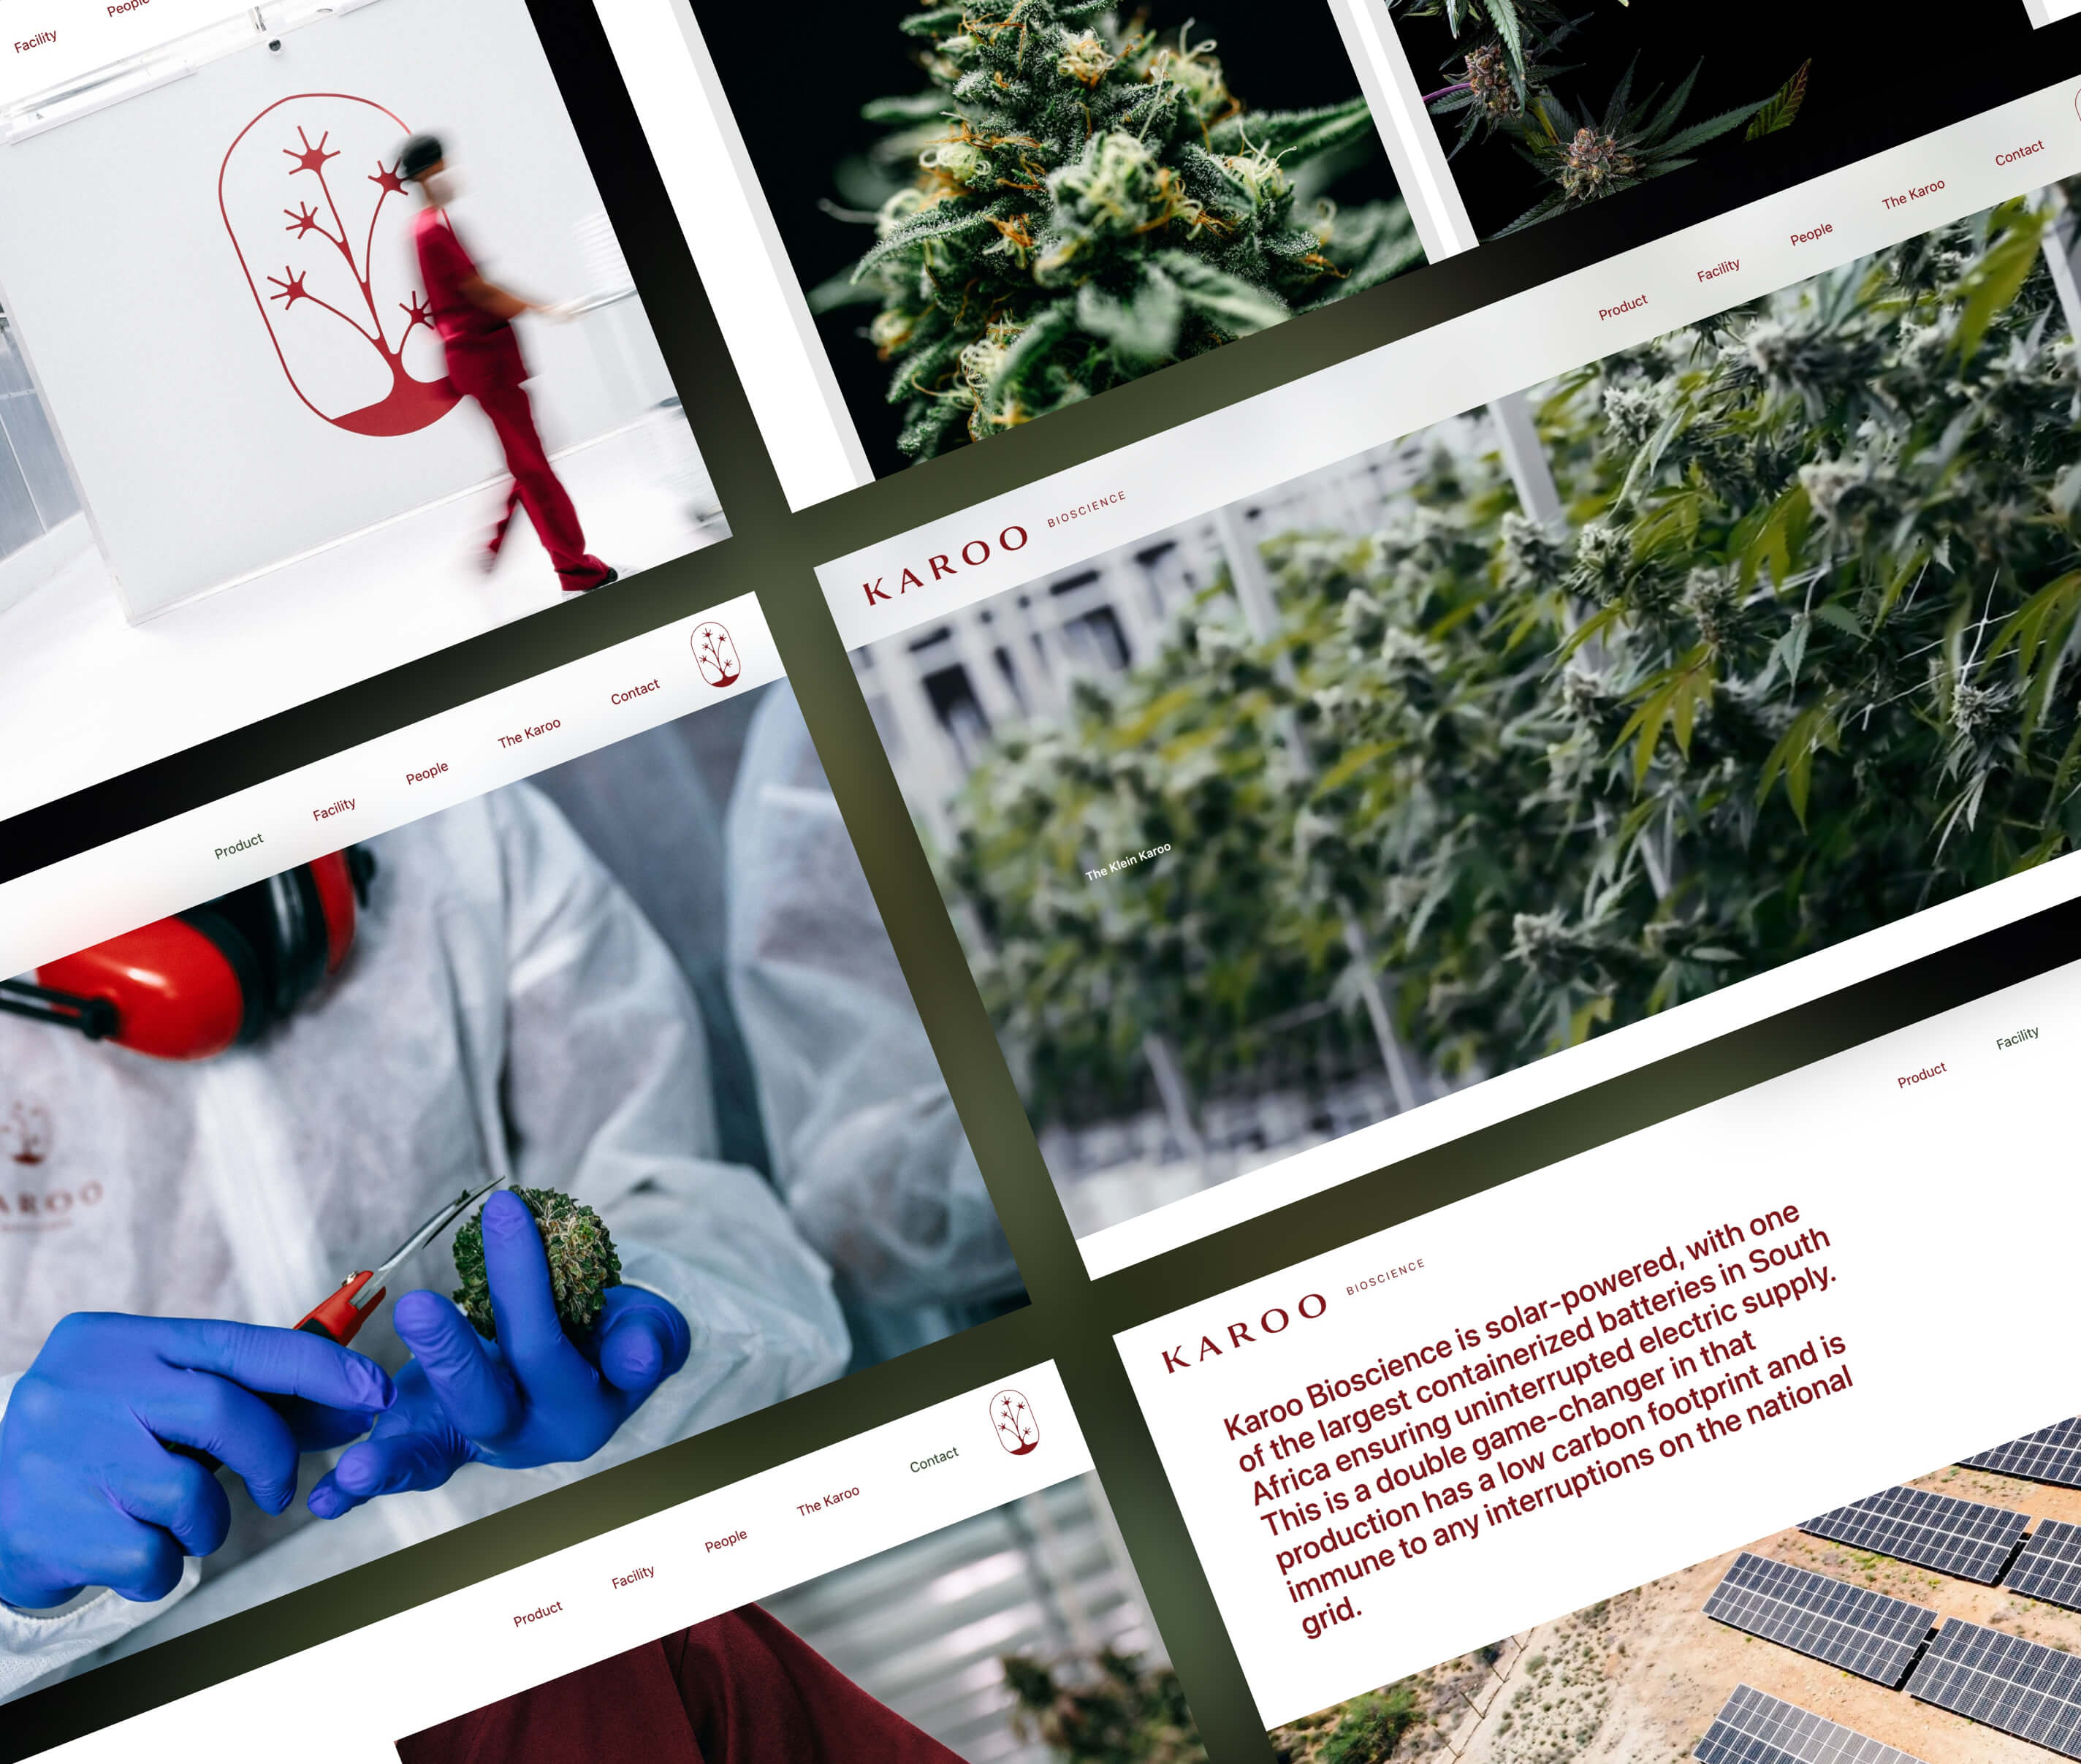 People
Facility
Contact
The Karoo
People
Facility
Product
KAROO BIOSCIENCE
The Klein Karoo
Contact
The Karoo
People
Facility
Product
AROO
Facility
Product
KAROO BIOSCIENCE
Karoo Bioscience is solar-powered, with one
of the largest containerized batteries in South
Africa ensuring uninterrupted electric supply.
This is a double game-changer in that
production has a low carbon footprint and is
immune to any interruptions on the national
grid.
Contact
The Karoo
People
Facility
Product